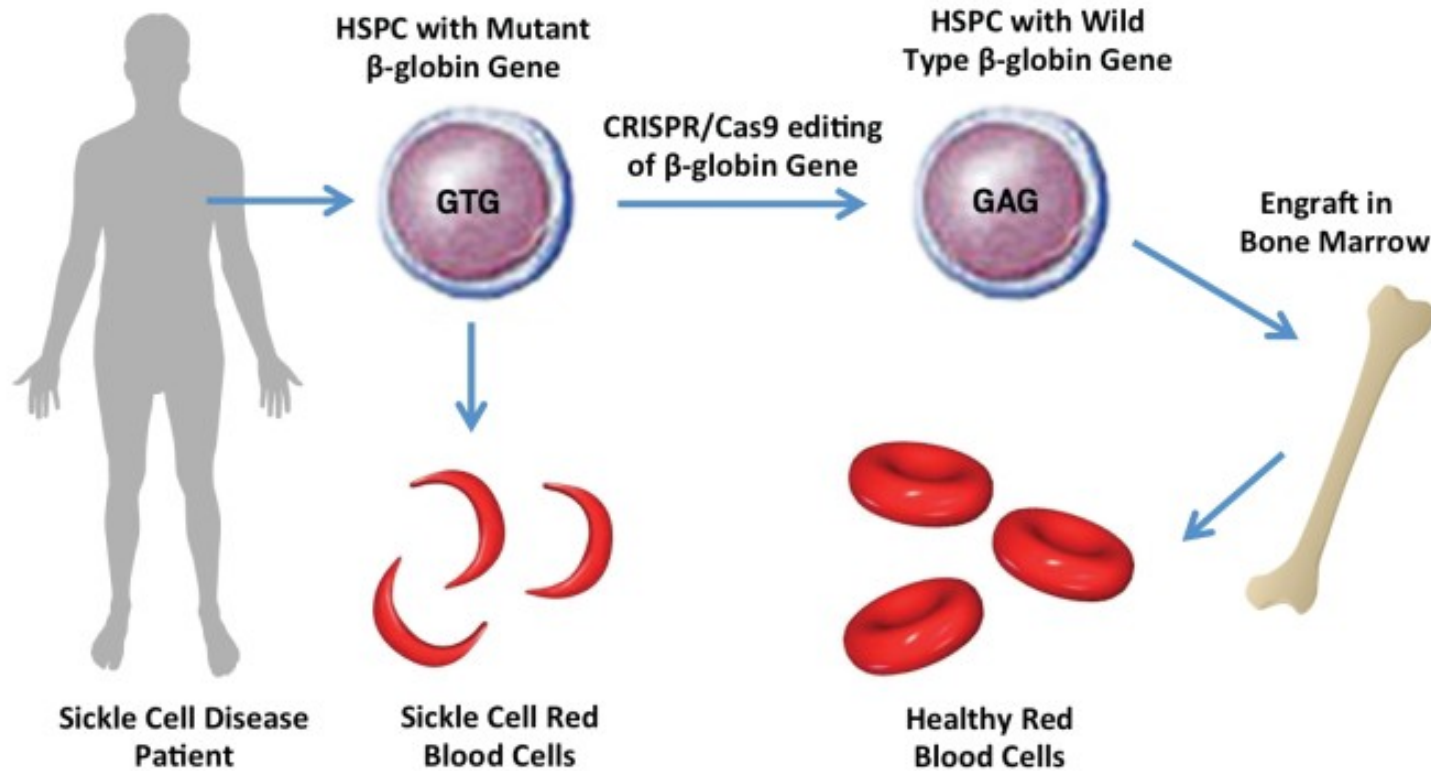 HSPC with Mutant
β-globin Gene
HSPC with Wild
Type β-globin Gene
CRISPR/Cas9 editing
of β-globin Gene
GTG
GAG
Engraft in
Bone Marrow
Sickle Cell Disease
Patient
Sickle Cell Red
Blood Cells
Healthy Red
Blood Cells